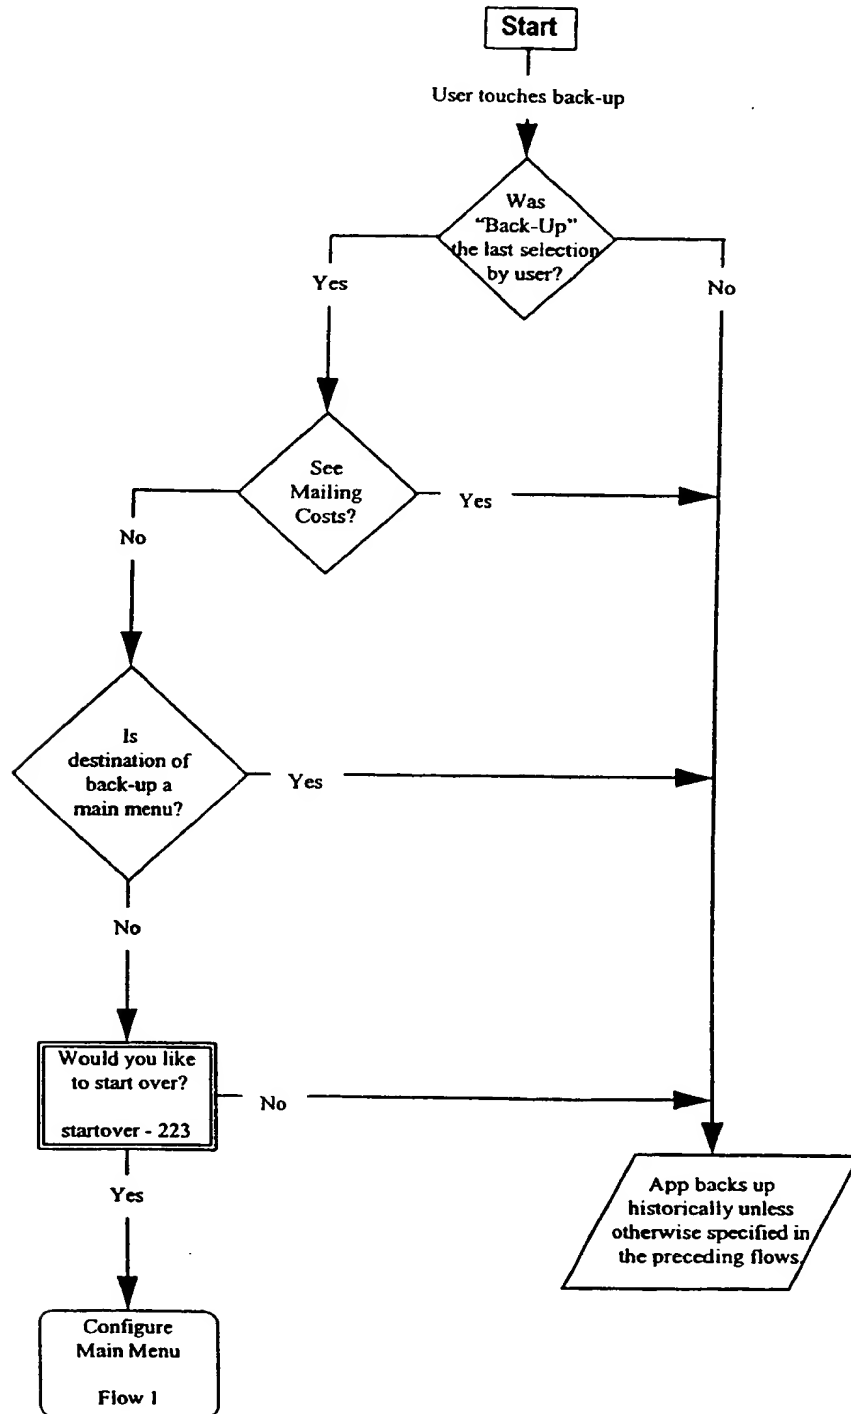 Start
User touches back-up
Was
"Back-Up"
the last selection
by user?
Yes
No
See
Mailing
Costs?
Yes
No
Is
destination of
back-up a
main menu?
Yes
No
Would you like
to start over?
startover - 223
No
Yes
App backs up
historically unless
otherwise specified in
the preceding flows.
Configure
Main Menu
Flow 1